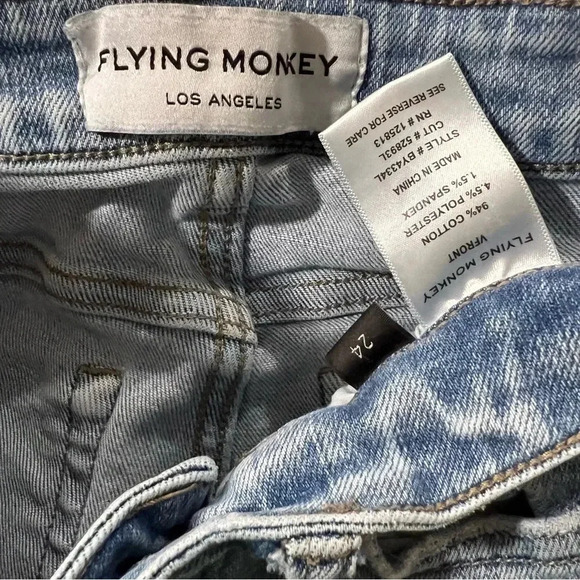 FLYING MONKEY
LOS ANGELES
FLYING MONKEY
VFRONT
94% COTTON
4.5% POLYESTER
1.5% SPANDEX
MADE IN CHINA
STYLE # BY4334L
CUT # 52893L
RN # 125813
SEE REVERSE FOR CARE
24